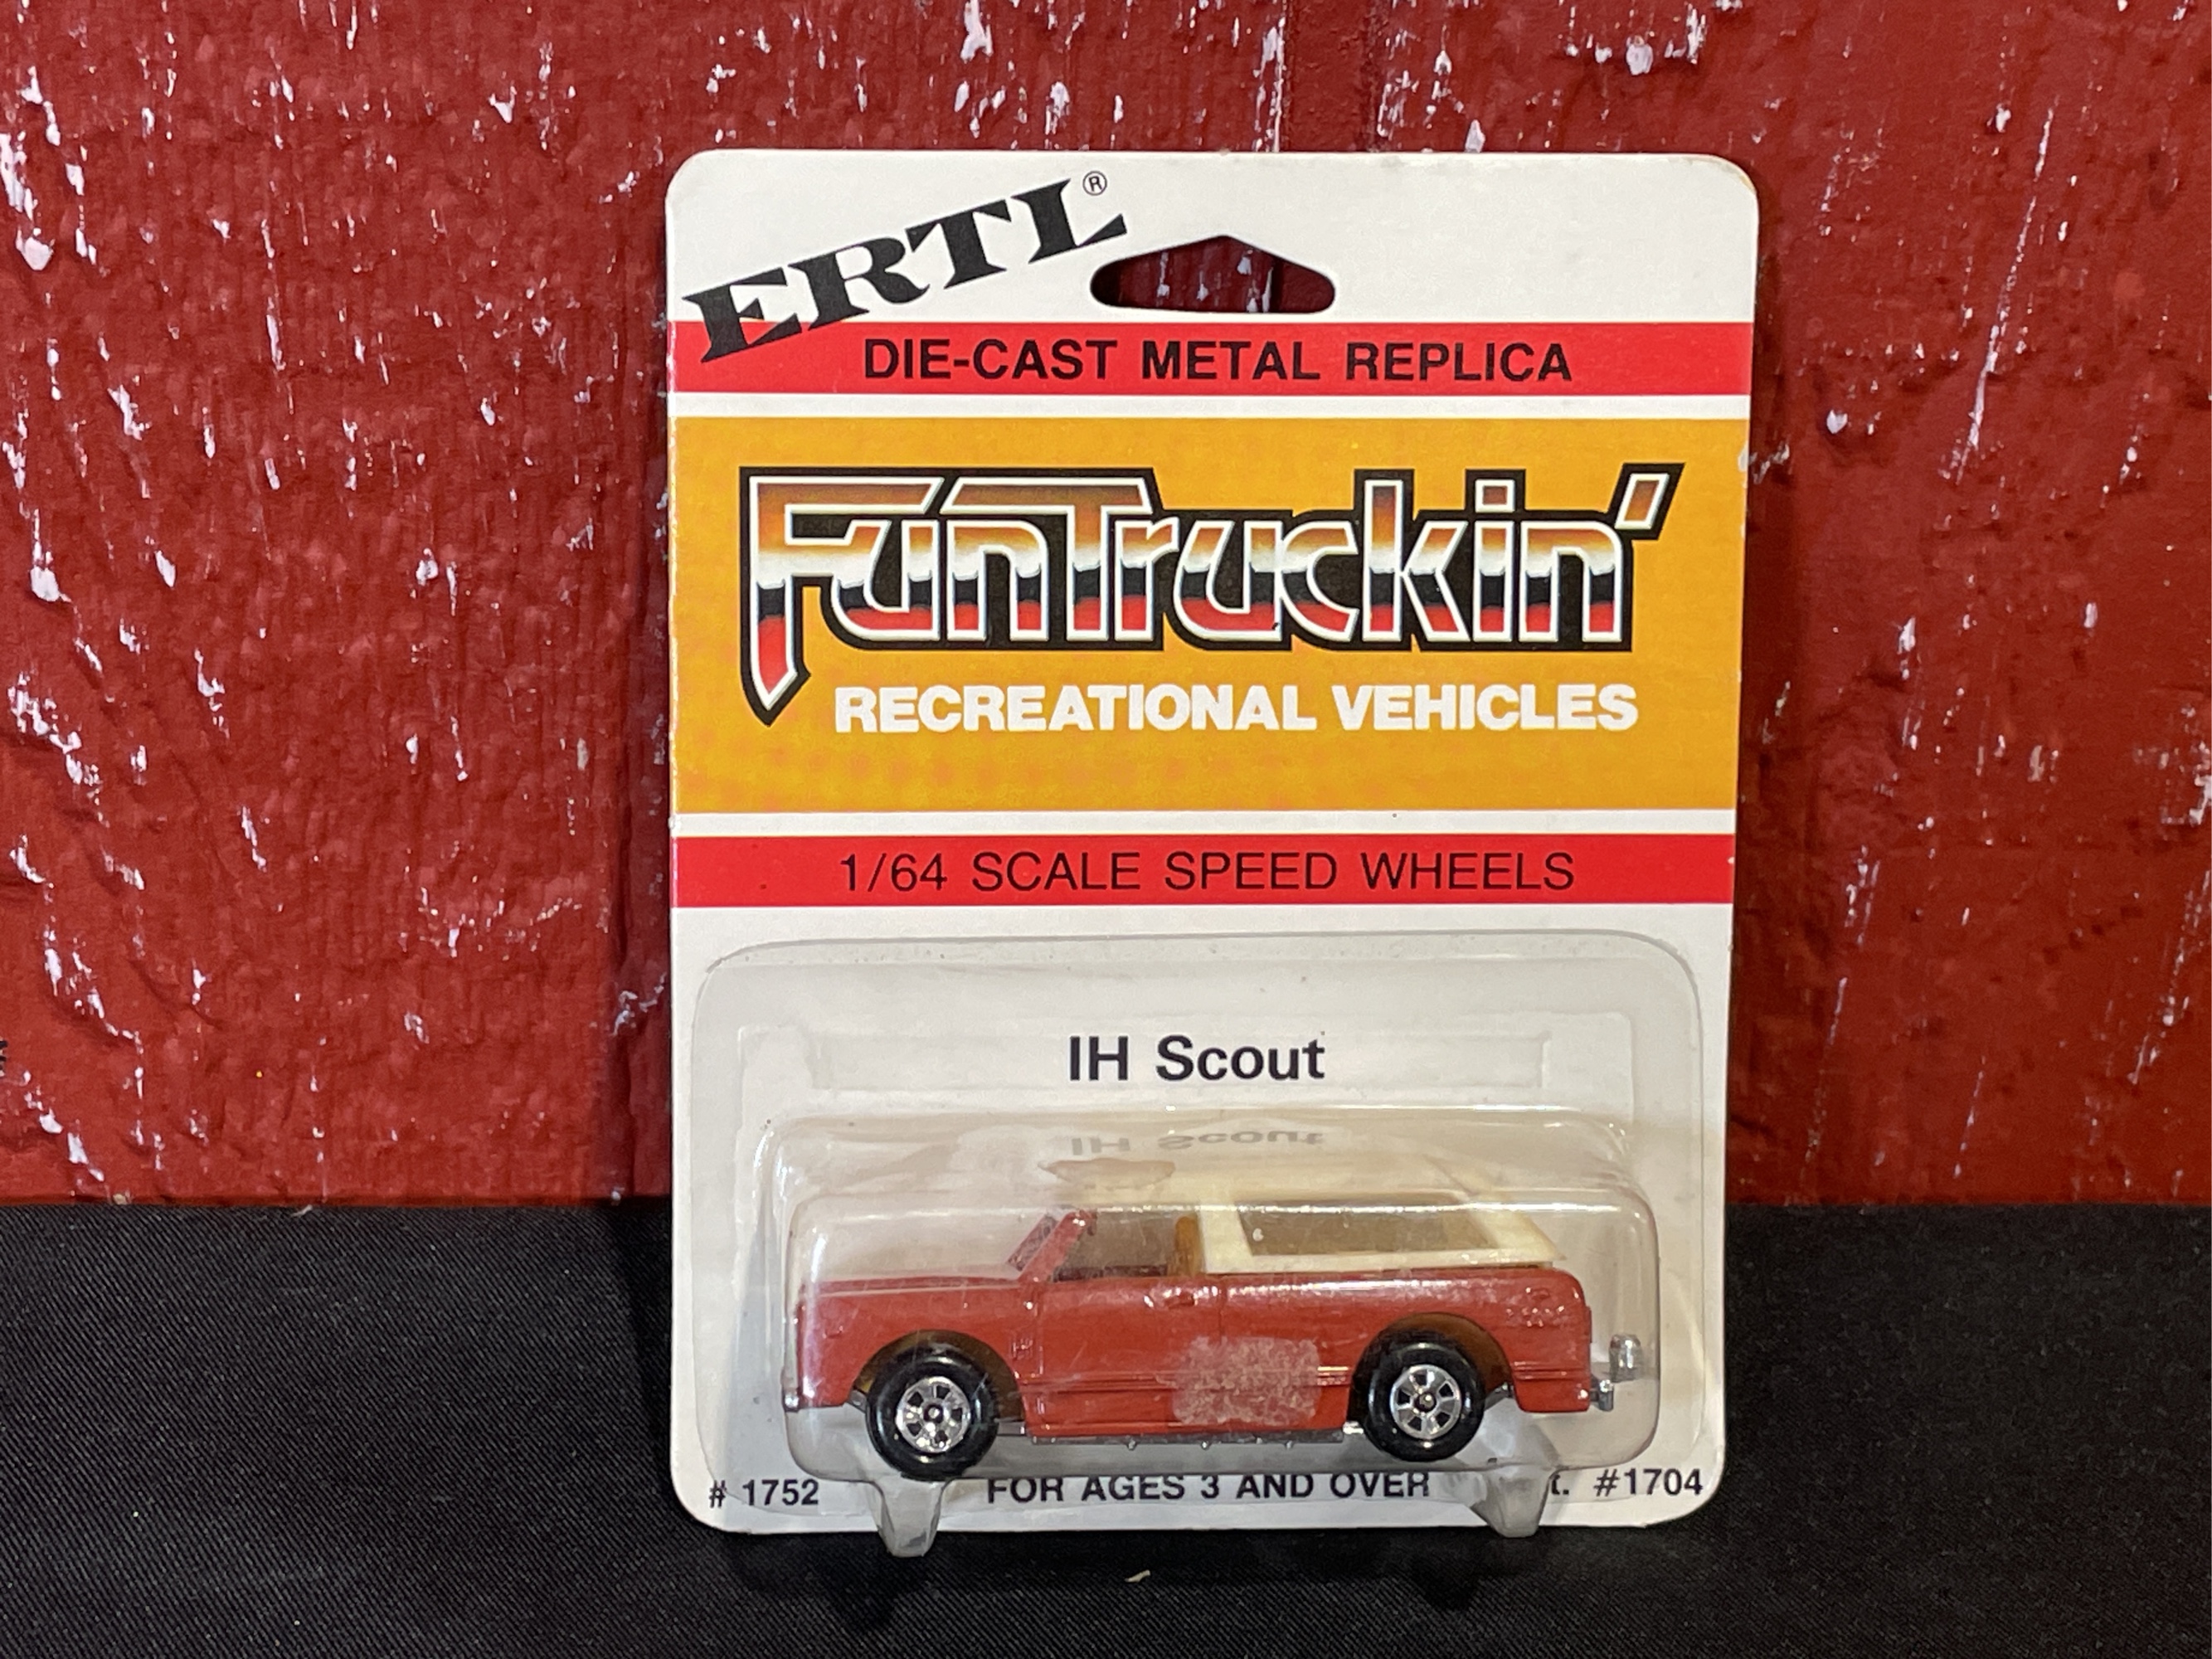 ERTL®
DIE-CAST METAL REPLICA
FunTruckin'
RECREATIONAL VEHICLES
1/64 SCALE SPEED WHEELS
IH Scout
# 1752 FOR AGES 3 AND OVER #1704